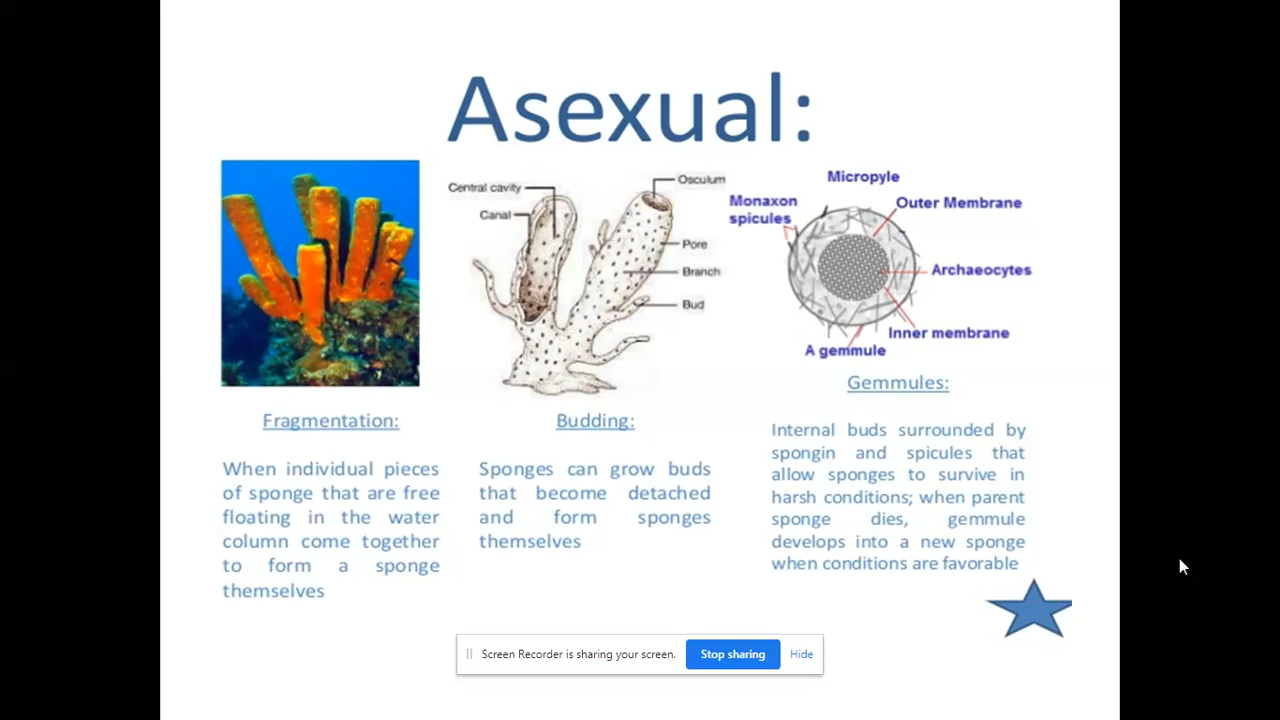 Asexual:
Central cavity
Canal
Osculum
Pore
Branch
Bud
Micropyle
Monaxon
spicules
Outer Membrane
Archaeocytes
Inner membrane
A gemmule
Fragmentation:
When individual pieces
of sponge that are free
floating in the water
column come together
to form a sponge
themselves
Budding:
Sponges can grow buds
that become detached
and form sponges
themselves
Gemmules:
Internal buds surrounded by
spongin and spicules that
allow sponges to survive in
harsh conditions; when parent
sponge dies, gemmule
develops into a new sponge
when conditions are favorable
Screen Recorder is sharing your screen.
Stop sharing
Hide